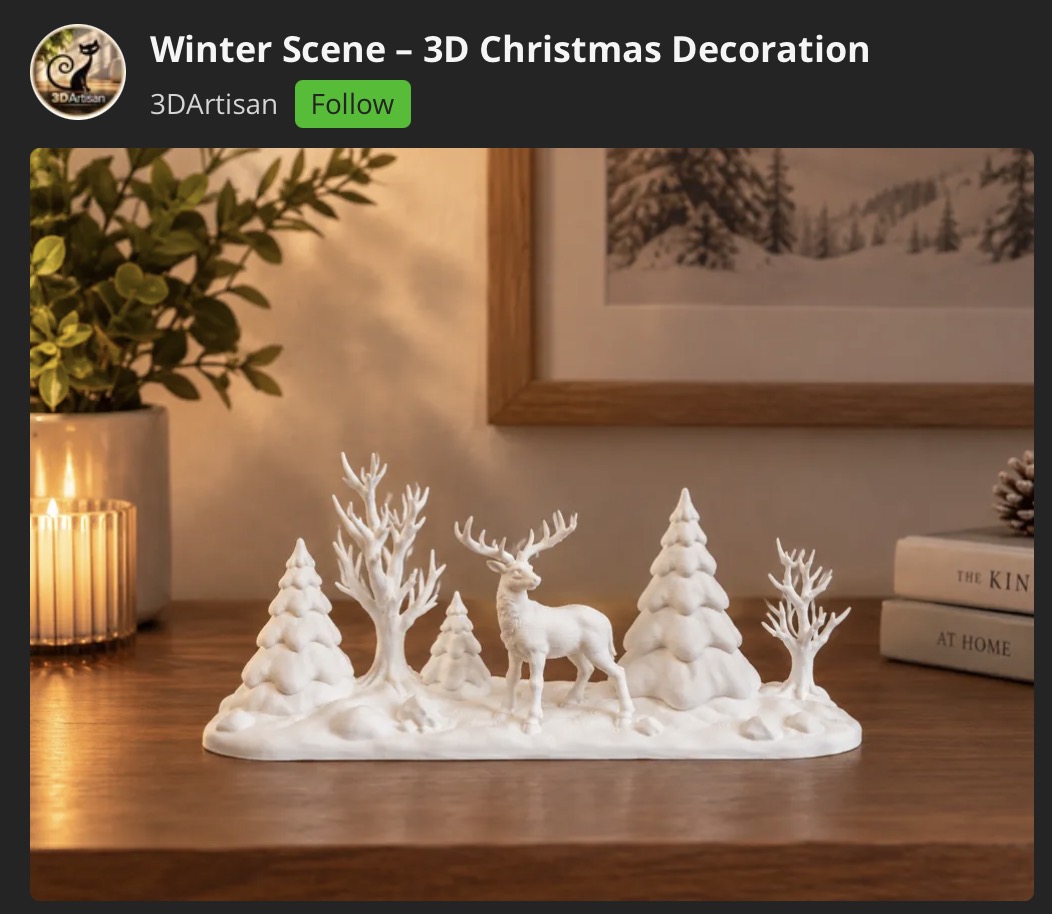 Winter Scene – 3D Christmas Decoration
3DArtisan
Follow
3DArtisan
THE KIN
AT HOME